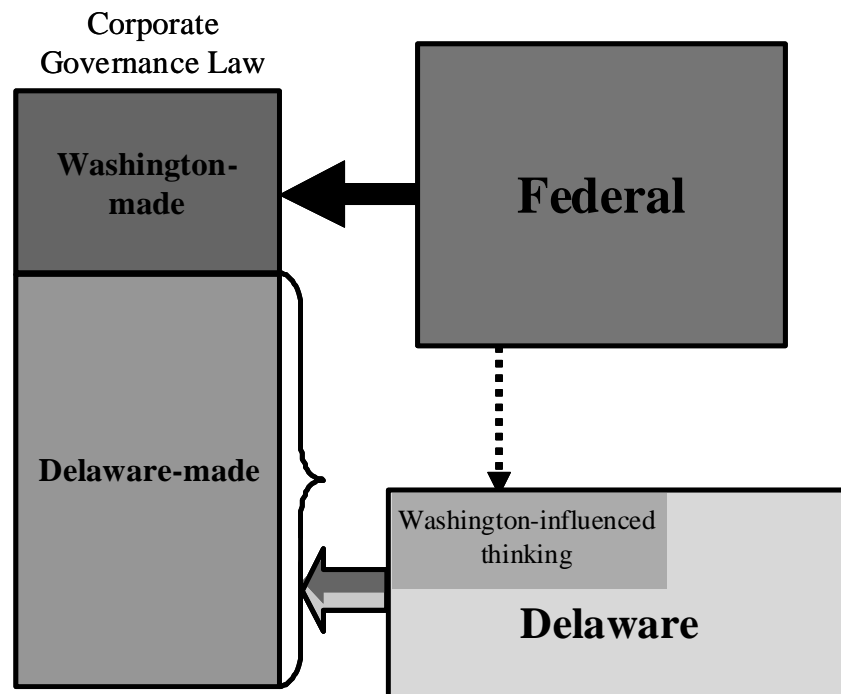 Corporate
Governance Law
Washington-
made
Federal
Delaware-made
Washington-influenced
thinking
Delaware